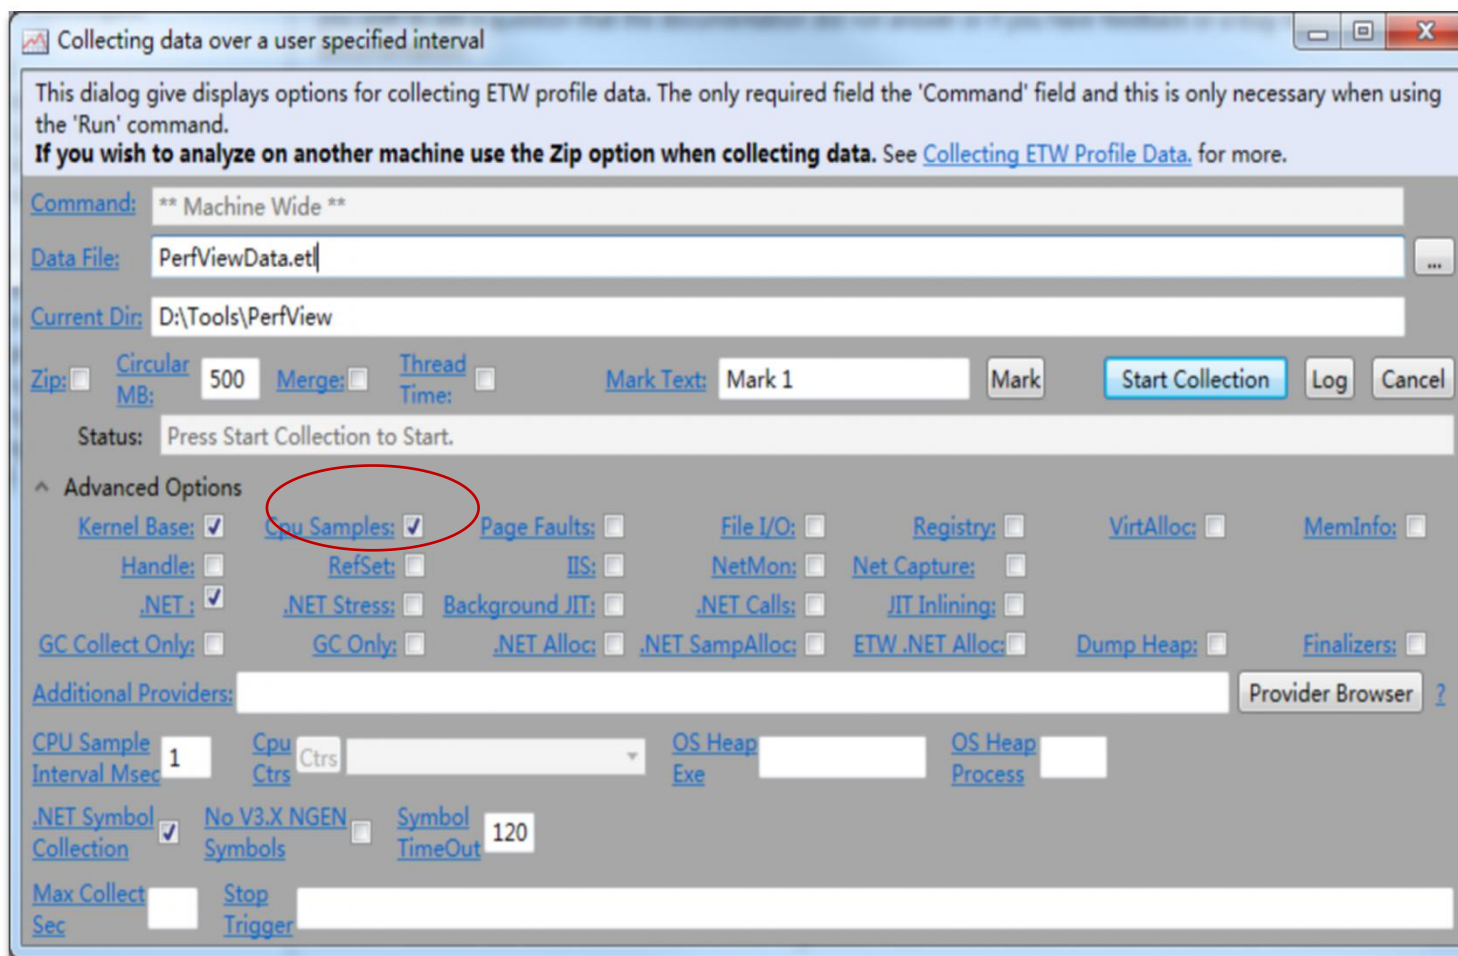 Collecting data over a user specified interval
This dialog give displays options for collecting ETW profile data. The only required field the 'Command' field and this is only necessary when using
the 'Run' command.
If you wish to analyze on another machine use the Zip option when collecting data. See Collecting ETW Profile Data. for more.
Command: ** Machine Wide **
Data File: PerfViewData.etl ...
Current Dir: D:\Tools\PerfView
Zip: Circular MB: 500 Merge: Thread Time: Mark Text: Mark 1 Mark Start Collection Log Cancel
Status: Press Start Collection to Start.
Advanced Options
Kernel Base: Cpu Samples: Page Faults: File I/O: Registry: VirtAlloc: MemInfo:
Handle: RefSet: IIS: NetMon: Net Capture:
.NET : .NET Stress: Background JIT: .NET Calls: JIT Inlining:
GC Collect Only: GC Only: .NET Alloc: .NET SampAlloc: ETW .NET Alloc: Dump Heap: Finalizers:
Additional Providers: Provider Browser ?
CPU Sample Interval Msec 1 Cpu Ctrs Ctrs OS Heap Exe OS Heap Process
.NET Symbol Collection No V3.X NGEN Symbols Symbol TimeOut 120
Max Collect Sec Stop Trigger